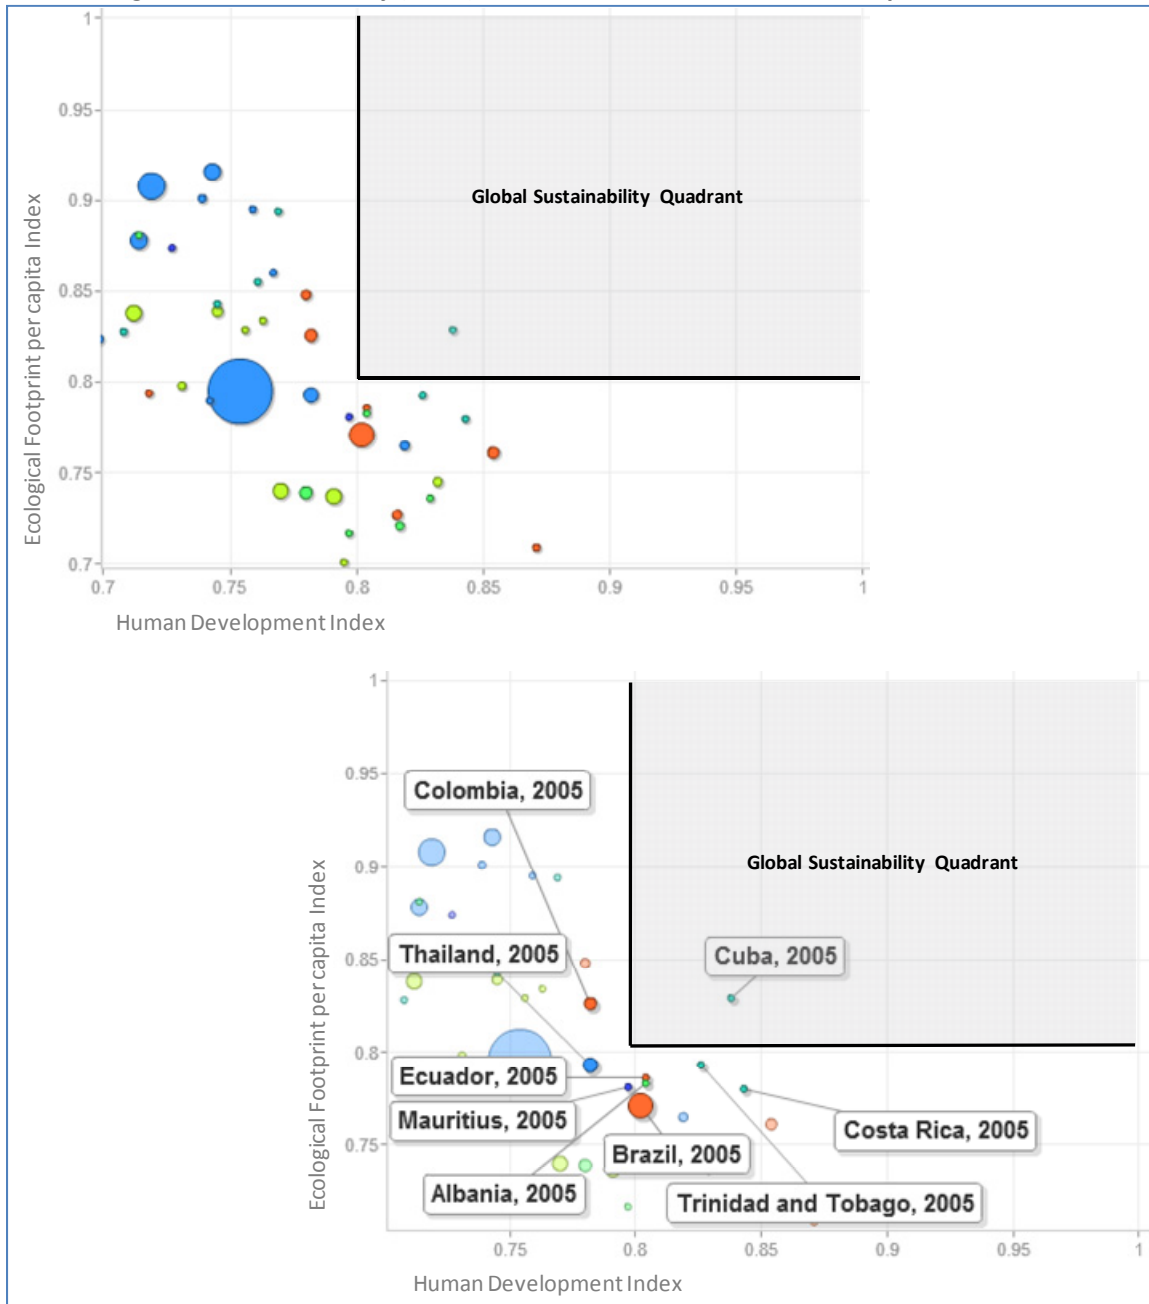 1
0.95
0.9
0.85
0.8
0.75
0.7
Ecological Footprint per capita Index
Global Sustainability Quadrant
0.7 0.75 0.8 0.85 0.9 0.95 1
Human Development Index
1
0.95
0.9
0.85
0.8
0.75
Ecological Footprint per capita Index
Colombia, 2005
Global Sustainability Quadrant
Thailand, 2005
Cuba, 2005
Ecuador, 2005
Mauritius, 2005
Costa Rica, 2005
Brazil, 2005
Albania, 2005
Trinidad and Tobago, 2005
0.75 0.8 0.85 0.9 0.95 1
Human Development Index